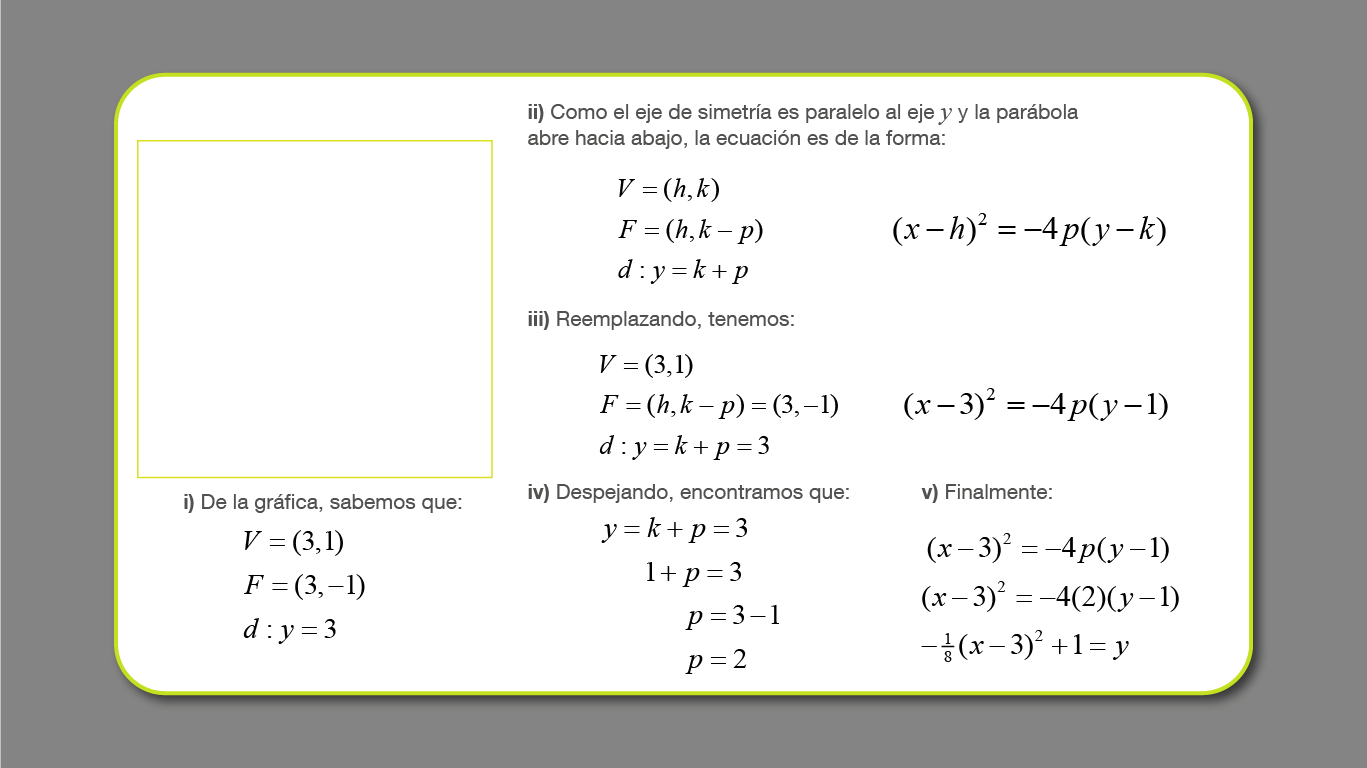 i) De la gráfica, sabemos que:
V = (3,1)
F = (3,−1)
d : y = 3
ii) Como el eje de simetría es paralelo al eje y y la parábola
abre hacia abajo, la ecuación es de la forma:
V = (h,k)
F = (h,k − p)
d : y = k + p
(x − h)² = −4p(y − k)
iii) Reemplazando, tenemos:
V = (3,1)
F = (h,k − p) = (3,−1)
d : y = k + p = 3
(x − 3)² = −4p(y − 1)
iv) Despejando, encontramos que:
y = k + p = 3
1 + p = 3
p = 3 − 1
p = 2
v) Finalmente:
(x − 3)² = −4p(y − 1)
(x − 3)² = −4(2)(y − 1)
−⅛(x − 3)² + 1 = y